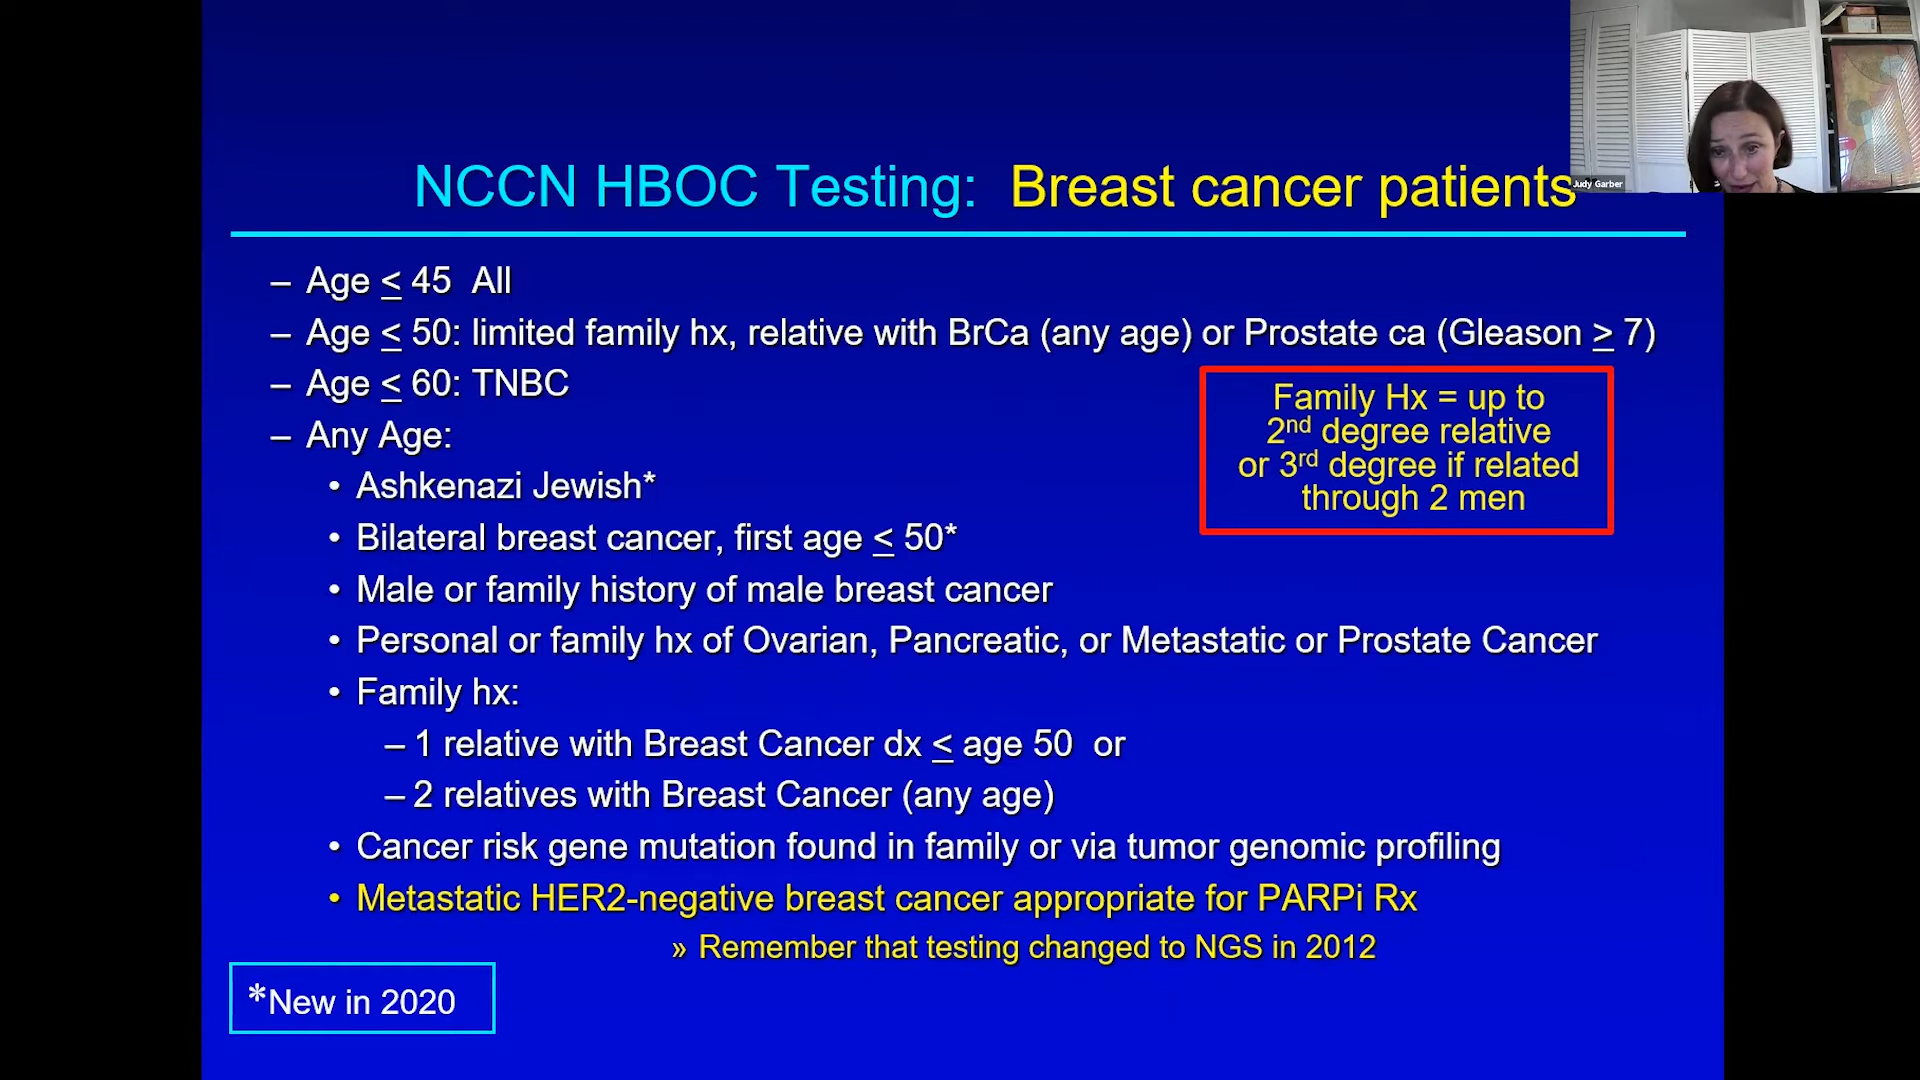 Judy Garber
NCCN HBOC Testing: Breast cancer patients
– Age ≤ 45 All
– Age ≤ 50: limited family hx, relative with BrCa (any age) or Prostate ca (Gleason ≥ 7)
– Age ≤ 60: TNBC
– Any Age:
Family Hx = up to
2nd degree relative
or 3rd degree if related
through 2 men
• Ashkenazi Jewish*
• Bilateral breast cancer, first age ≤ 50*
• Male or family history of male breast cancer
• Personal or family hx of Ovarian, Pancreatic, or Metastatic or Prostate Cancer
• Family hx:
– 1 relative with Breast Cancer dx ≤ age 50 or
– 2 relatives with Breast Cancer (any age)
• Cancer risk gene mutation found in family or via tumor genomic profiling
• Metastatic HER2-negative breast cancer appropriate for PARPi Rx
» Remember that testing changed to NGS in 2012
*New in 2020